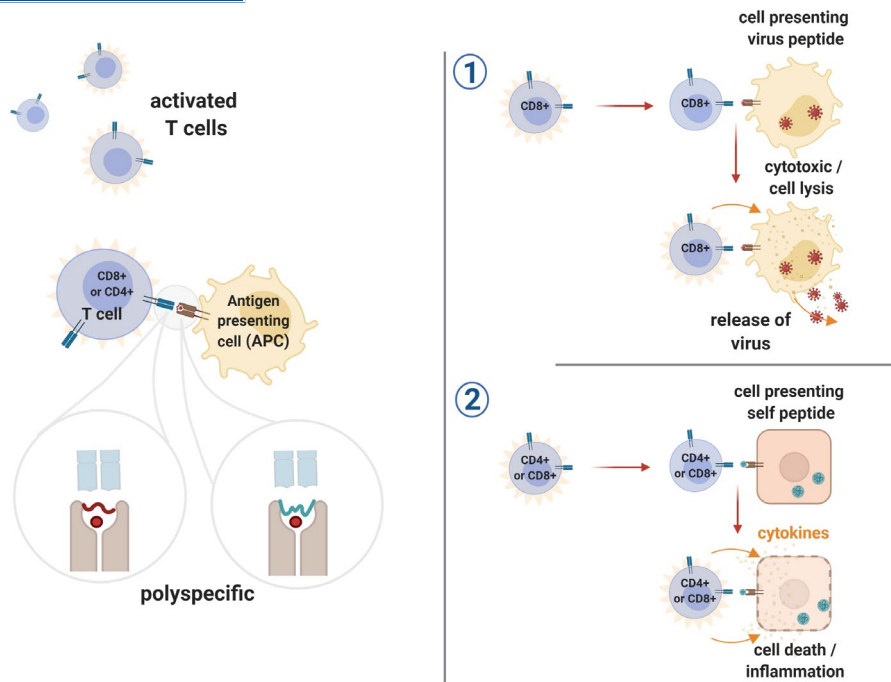 activated
T cells
CD8+
or CD4+
T cell
Antigen
presenting
cell (APC)
polyspecific
1
cell presenting
virus peptide
CD8+
CD8+
cytotoxic /
cell lysis
CD8+
release of
virus
2
cell presenting
self peptide
CD4+
or CD8+
CD4+
or CD8+
cytokines
CD4+
or CD8+
cell death /
inflammation